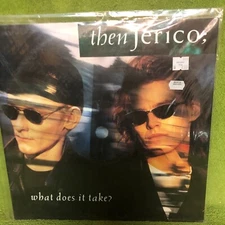 then Jerico;
what does it take?